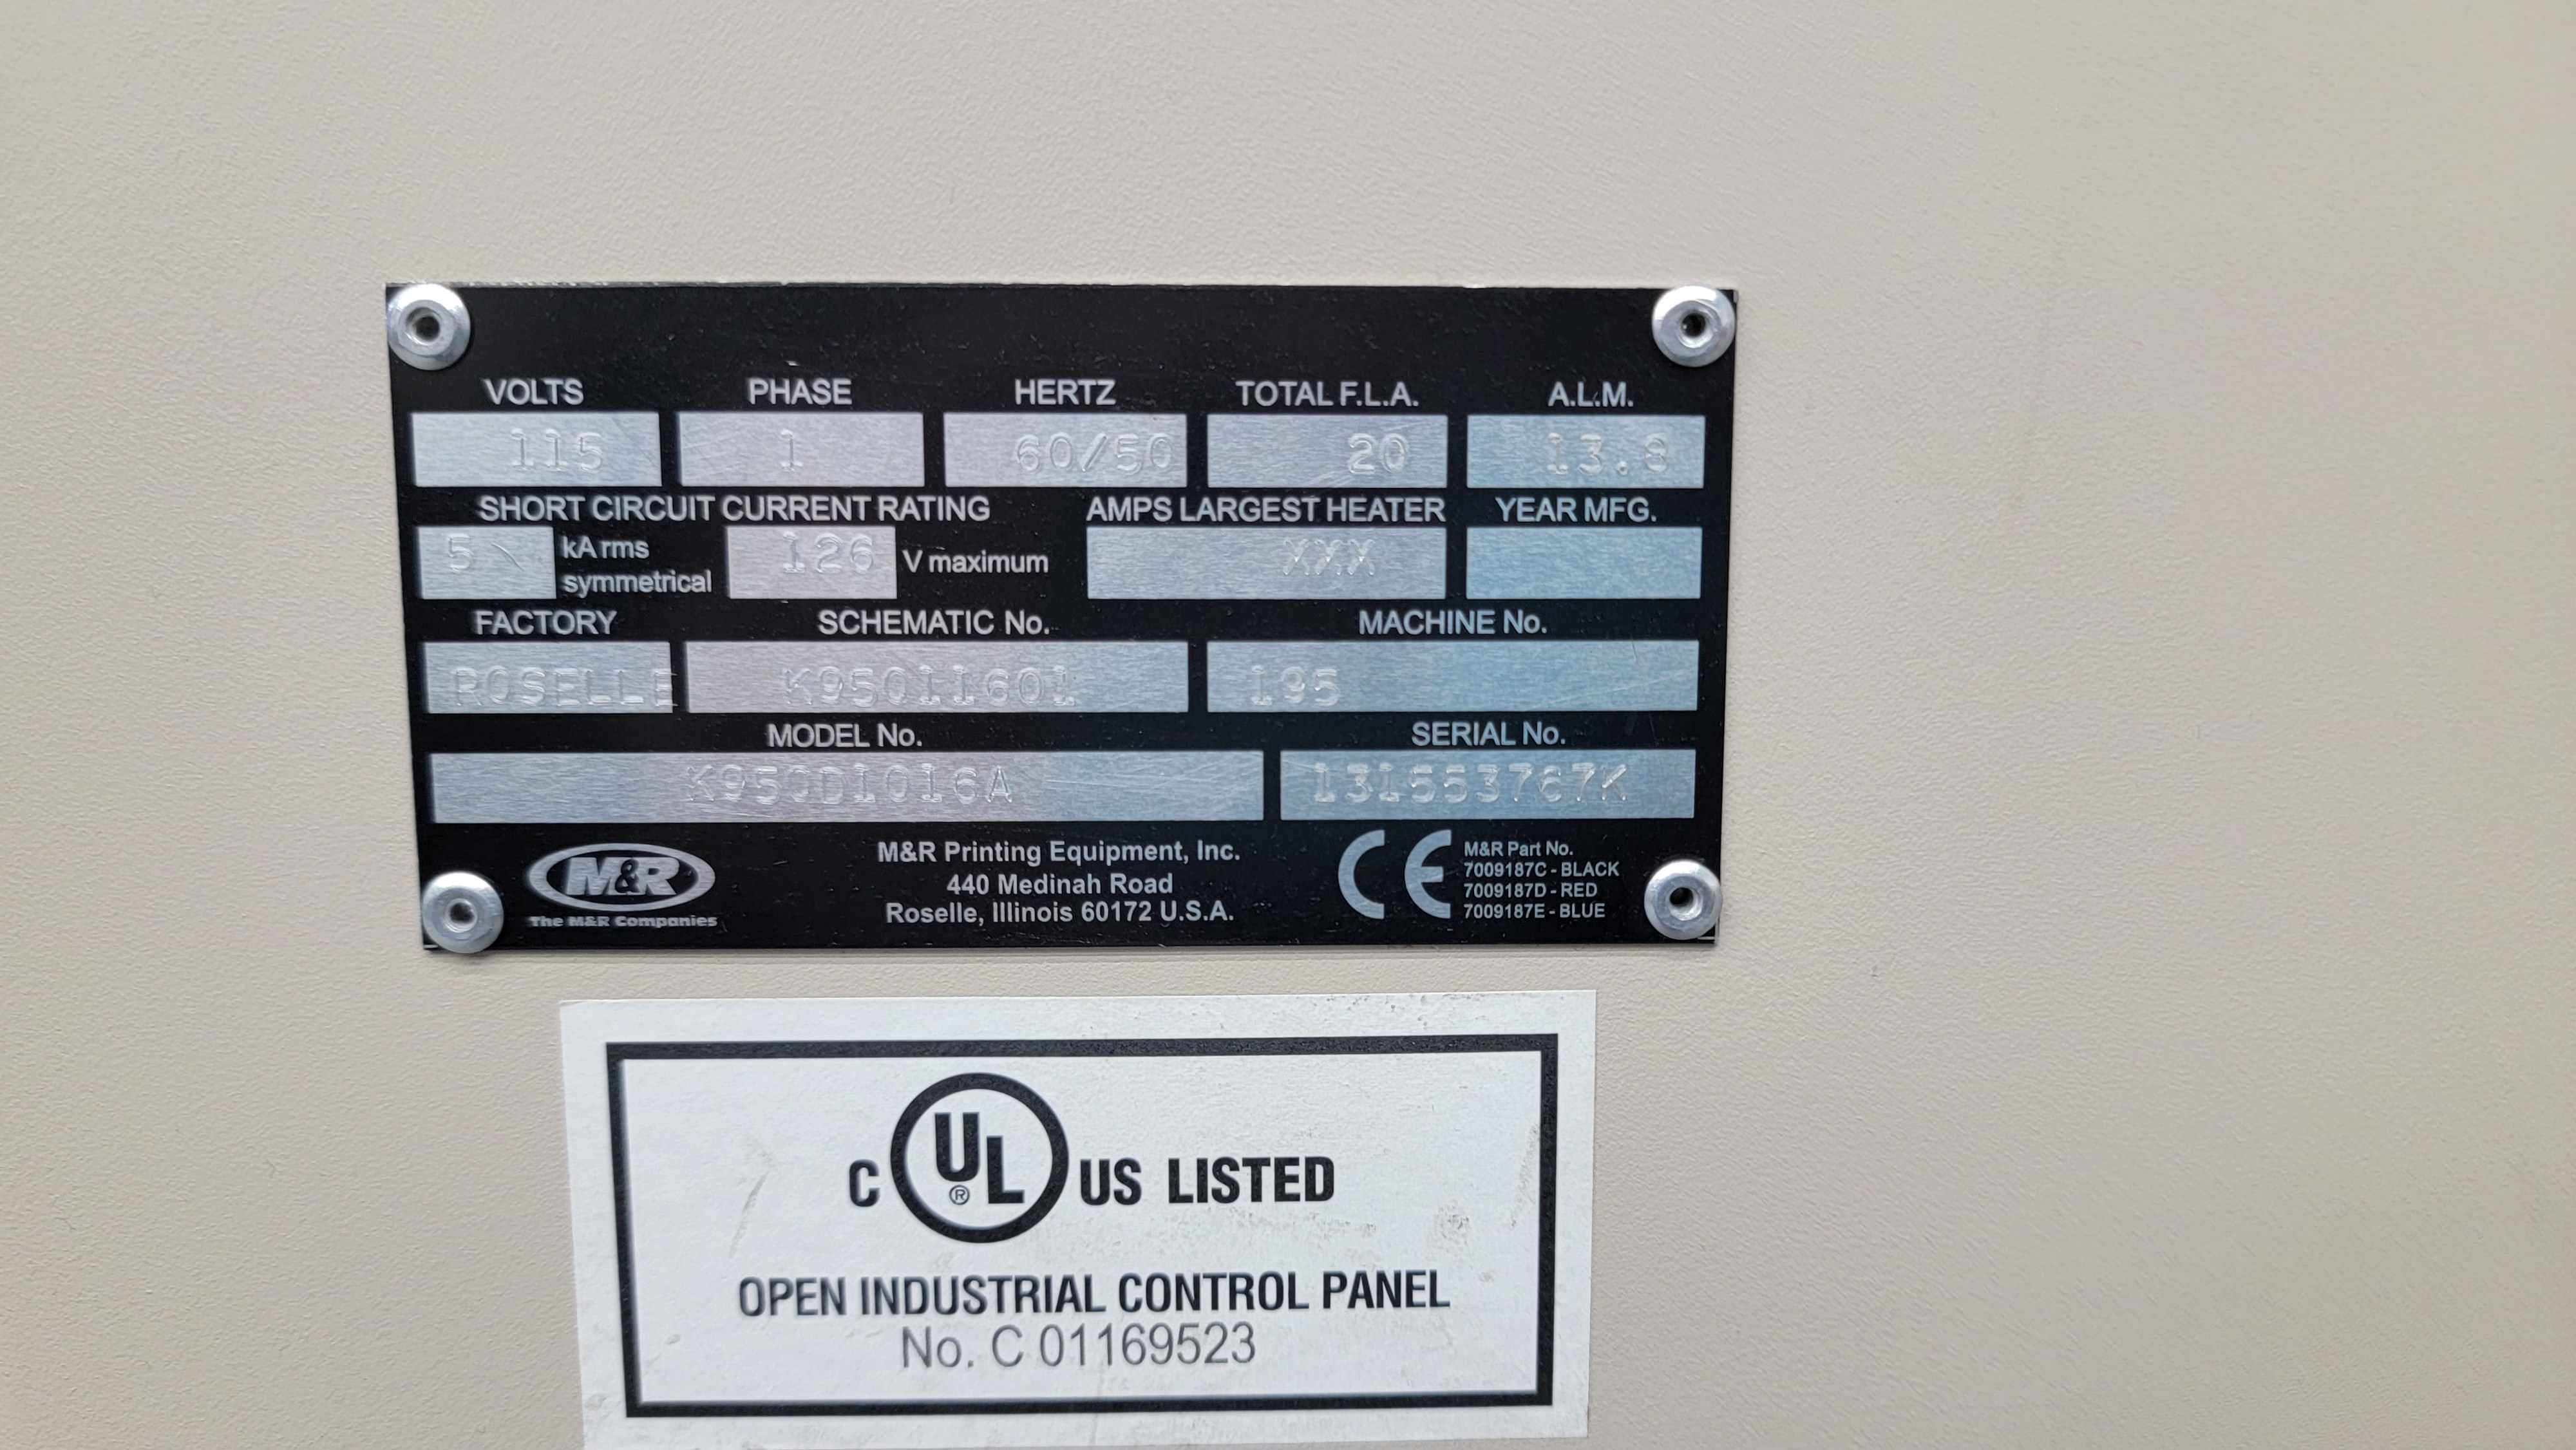 VOLTS PHASE HERTZ TOTAL F.L.A. A.L.M.
115 1 60/50 20 13.8
SHORT CIRCUIT CURRENT RATING AMPS LARGEST HEATER YEAR MFG.
5 kA rms symmetrical 126 V maximum XXX
FACTORY SCHEMATIC No. MACHINE No.
ROSELLE K95011601 195
MODEL No. SERIAL No.
K950D1016A
M&R
The M&R Companies
M&R Printing Equipment, Inc.
440 Medinah Road
Roselle, Illinois 60172 U.S.A.
CE
M&R Part No.
7009187C - BLACK
7009187D - RED
7009187E - BLUE
C UL ® US LISTED
OPEN INDUSTRIAL CONTROL PANEL
No. C 01169523